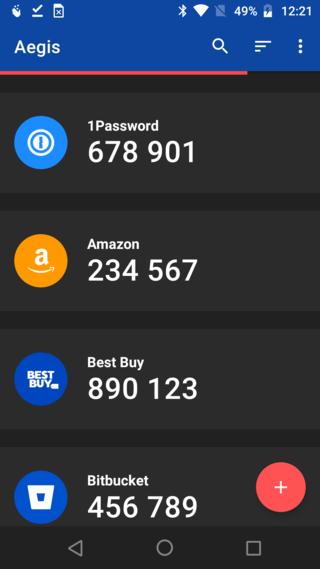 49% 12:21
Aegis
1Password
678 901
Amazon
a
234 567
Best Buy
BEST
BUY
890 123
Bitbucket
456 789